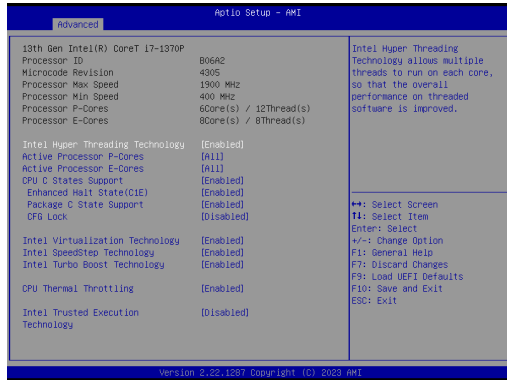 Aptio Setup - AMI
Advanced
13th Gen Intel(R) CoreT i7-1370P
Processor ID B06A2
Microcode Revision 4305
Processor Max Speed 1900 MHz
Processor Min Speed 400 MHz
Processor P-Cores 6Core(s) / 12Thread(s)
Processor E-Cores 8Core(s) / 8Thread(s)
Intel Hyper Threading Technology [Enabled]
Active Processor P-Cores [All]
Active Processor E-Cores [All]
CPU C States Support [Enabled]
Enhanced Halt State(C1E) [Enabled]
Package C State Support [Enabled]
CFG Lock [Disabled]
Intel Virtualization Technology [Enabled]
Intel SpeedStep Technology [Enabled]
Intel Turbo Boost Technology [Enabled]
CPU Thermal Throttling [Enabled]
Intel Trusted Execution [Disabled]
Technology
Intel Hyper Threading
Technology allows multiple
threads to run on each core,
so that the overall
performance on threaded
software is improved.
↔: Select Screen
↑↓: Select Item
Enter: Select
+/-: Change Option
F1: General Help
F7: Discard Changes
F9: Load UEFI Defaults
F10: Save and Exit
ESC: Exit
Version 2.22.1287 Copyright (C) 2023 AMI